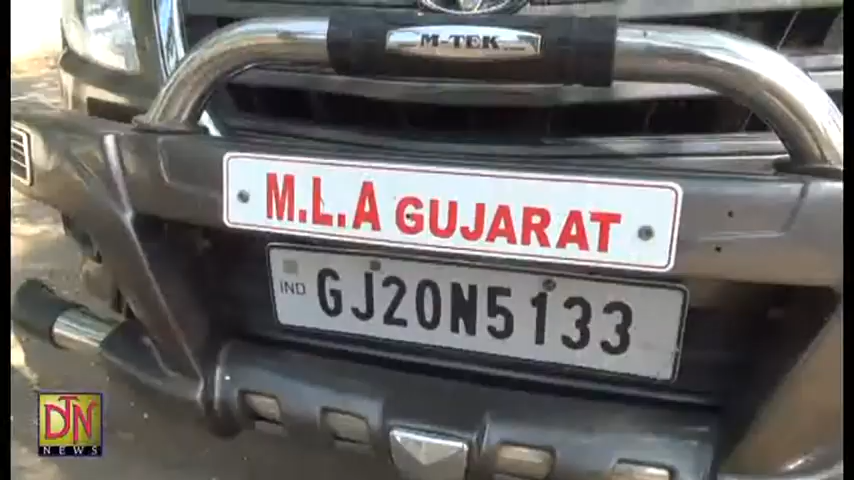 M-TEK
M.L.A GUJARAT
IND GJ20N5133
DTN
NEWS